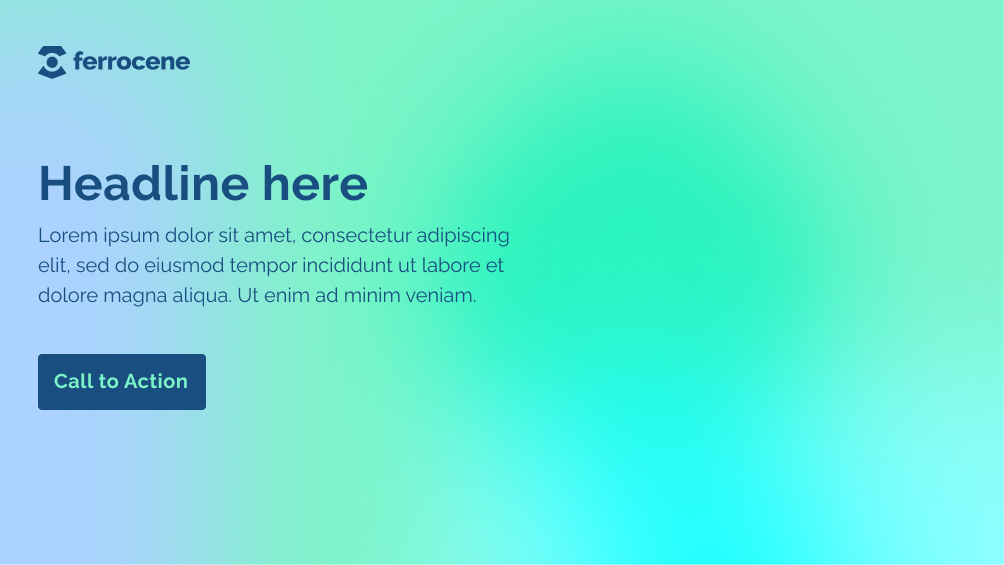 ferrocene
Headline here
Lorem ipsum dolor sit amet, consectetur adipiscing
elit, sed do eiusmod tempor incididunt ut labore et
dolore magna aliqua. Ut enim ad minim veniam.
Call to Action